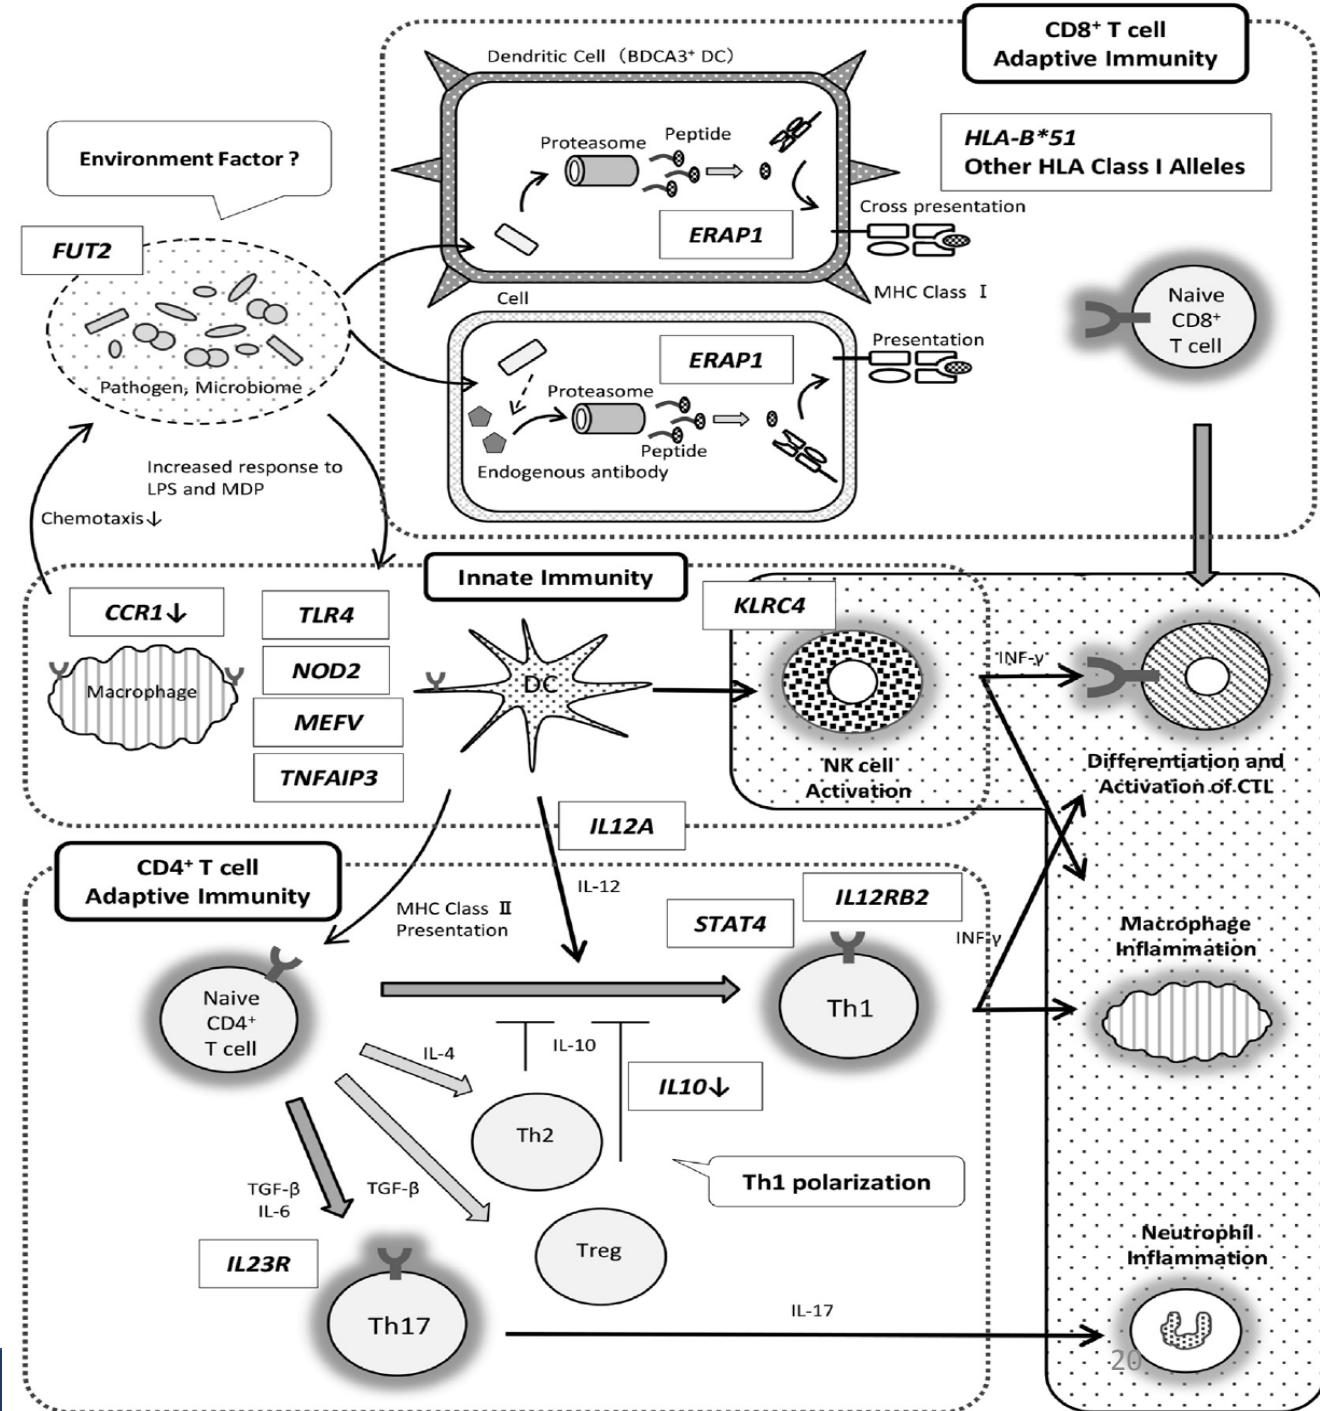 CD8⁺ T cell
Adaptive Immunity
Dendritic Cell （BDCA3⁺ DC）
Environment Factor ?
Proteasome
Peptide
HLA-B*51
Other HLA Class I Alleles
FUT2
ERAP1
Cross presentation
Cell
MHC Class Ⅰ
Naive
CD8⁺
T cell
ERAP1
Presentation
Pathogen, Microbiome
Proteasome
Peptide
Endogenous antibody
Increased response to
LPS and MDP
Chemotaxis↓
Innate Immunity
CCR1↓
TLR4
KLRC4
NOD2
Macrophage
DC
INF-γ
MEFV
TNFAIP3
NK cell
Activation
Differentiation and
Activation of CTL
IL12A
CD4⁺ T cell
Adaptive Immunity
IL-12
MHC Class Ⅱ
Presentation
STAT4
IL12RB2
INF-γ
Macrophage
Inflammation
Naive
CD4⁺
T cell
Th1
IL-4
IL-10
IL10↓
Th2
Th1 polarization
TGF-β
IL-6
TGF-β
IL23R
Treg
Neutrophil
Inflammation
Th17
IL-17
20